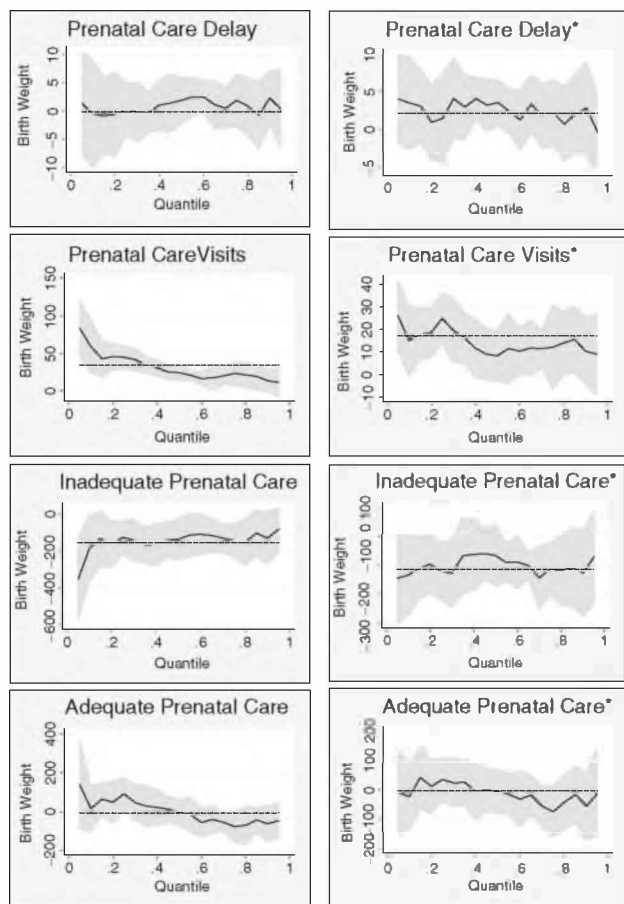 Prenatal Care Delay
Birth Weight
10
5
0
−5
−10
0 .2 .4 .6 .8 1
Quantile
Prenatal Care Delay*
Birth Weight
10
5
0
−5
0 .2 .4 .6 .8 1
Quantile
Prenatal CareVisits
Birth Weight
150
100
50
0
0 .2 .4 .6 .8 1
Quantile
Prenatal Care Visits*
Birth Weight
40
30
20
10
0
−10
0 .2 .4 .6 .8 1
Quantile
Inadequate Prenatal Care
Birth Weight
0
−200
−400
−600
0 .2 .4 .6 .8 1
Quantile
Inadequate Prenatal Care*
Birth Weight
100
0
−100
−200
−300
0 .2 .4 .6 .8 1
Quantile
Adequate Prenatal Care
Birth Weight
400
200
0
−200
0 .2 .4 .6 .8 1
Quantile
Adequate Prenatal Care*
Birth Weight
200
100
0
−100
−200
0 .2 .4 .6 .8 1
Quantile